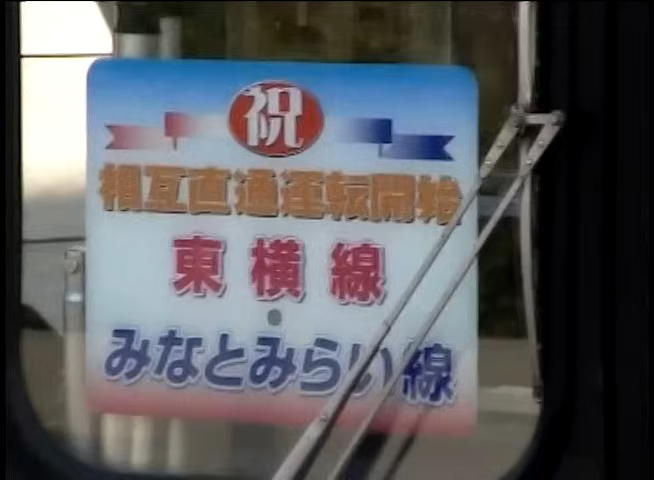 祝
相互直通運転開始
東横線
・
みなとみらい線